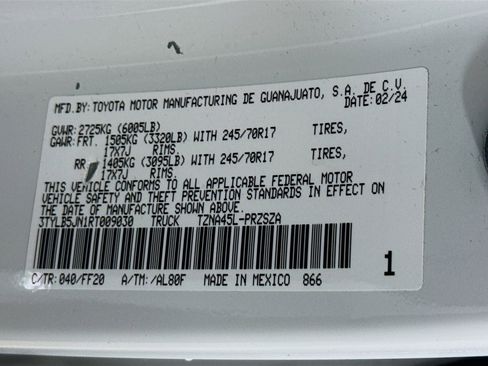 MFD.BY: TOYOTA MOTOR MANUFACTURING DE GUANAJUATO, S.A. DE C.V.
DATE: 02/24
GVWR: 2725KG (6005LB)
GAWR: FRT. 1505KG (3320LB) WITH 245/70R17 TIRES,
17X7J RIMS.
RR 1405KG (3095LB) WITH 245/70R17 TIRES,
17X7J RIMS.
THIS VEHICLE CONFORMS TO ALL APPLICABLE FEDERAL MOTOR
VEHICLE SAFETY AND THEFT PREVENTION STANDARDS IN EFFECT ON
THE DATE OF MANUFACTURE SHOWN ABOVE.
3TYLB5JN1RT009030 TRUCK TZNA45L-PRZSZA
1
C/TR: 040/FF20 A/TM: /AL80F MADE IN MEXICO 866